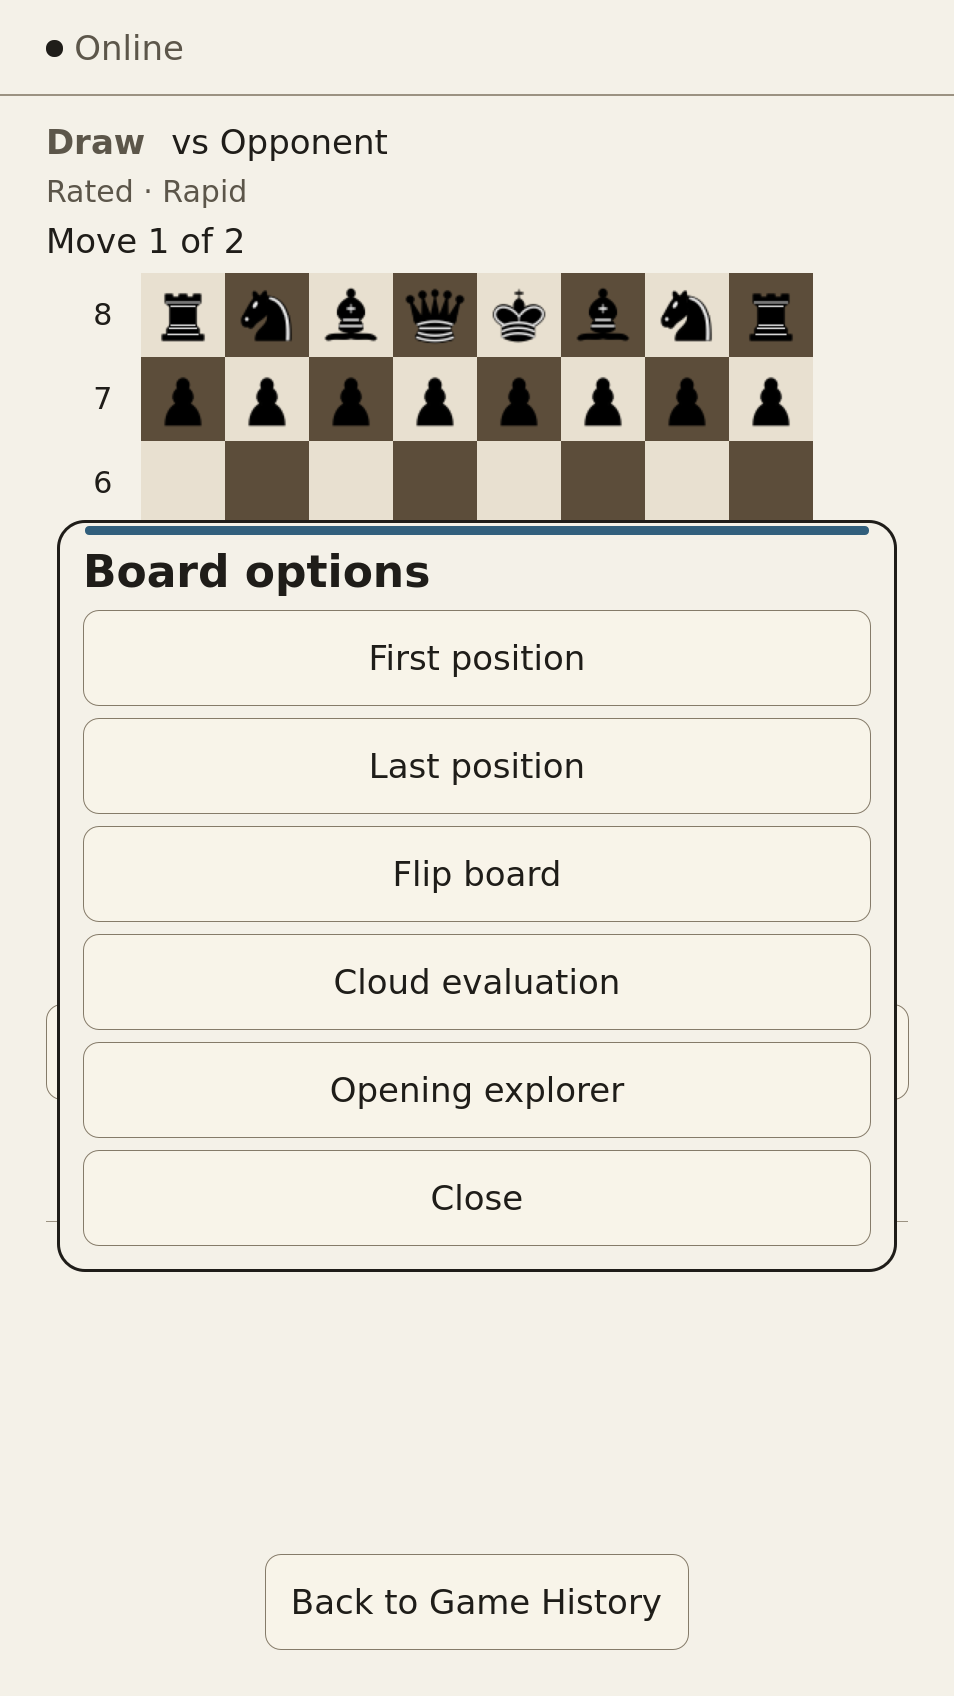 Online
Draw vs Opponent
Rated · Rapid
Move 1 of 2
8
7
6
Board options
First position
Last position
Flip board
Cloud evaluation
Opening explorer
Close
Back to Game History